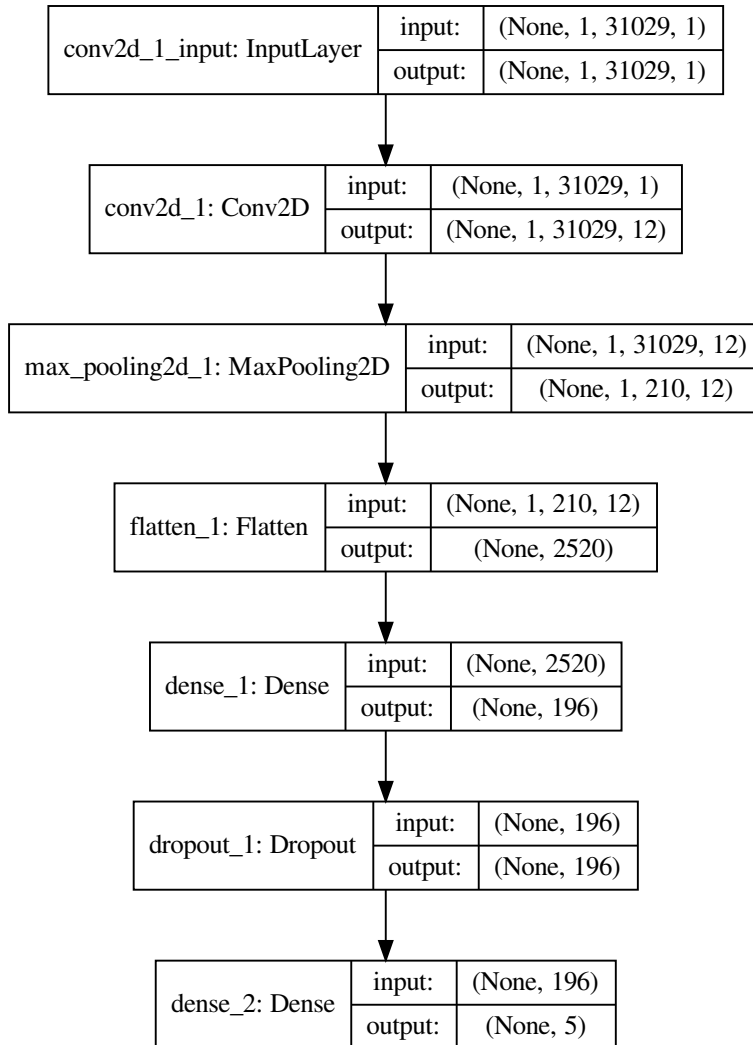 conv2d_1_input: InputLayer
input: (None, 1, 31029, 1)
output: (None, 1, 31029, 1)
conv2d_1: Conv2D
input: (None, 1, 31029, 1)
output: (None, 1, 31029, 12)
max_pooling2d_1: MaxPooling2D
input: (None, 1, 31029, 12)
output: (None, 1, 210, 12)
flatten_1: Flatten
input: (None, 1, 210, 12)
output: (None, 2520)
dense_1: Dense
input: (None, 2520)
output: (None, 196)
dropout_1: Dropout
input: (None, 196)
output: (None, 196)
dense_2: Dense
input: (None, 196)
output: (None, 5)